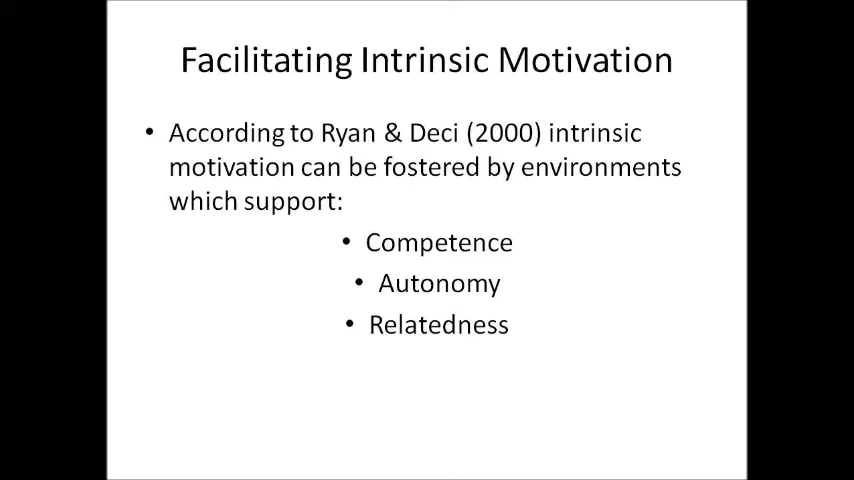 Facilitating Intrinsic Motivation
• According to Ryan & Deci (2000) intrinsic
motivation can be fostered by environments
which support:
• Competence
• Autonomy
• Relatedness